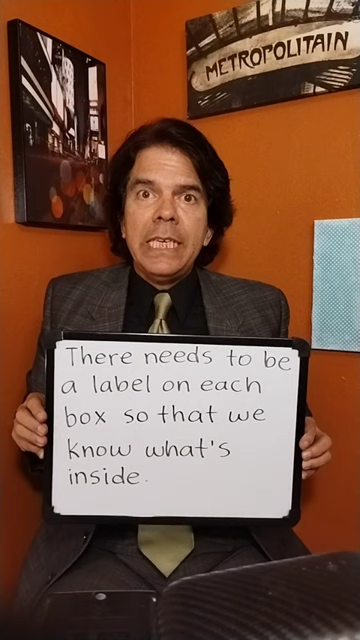 METROPOLITAIN
There needs to be
a label on each
box so that we
know what's
inside.